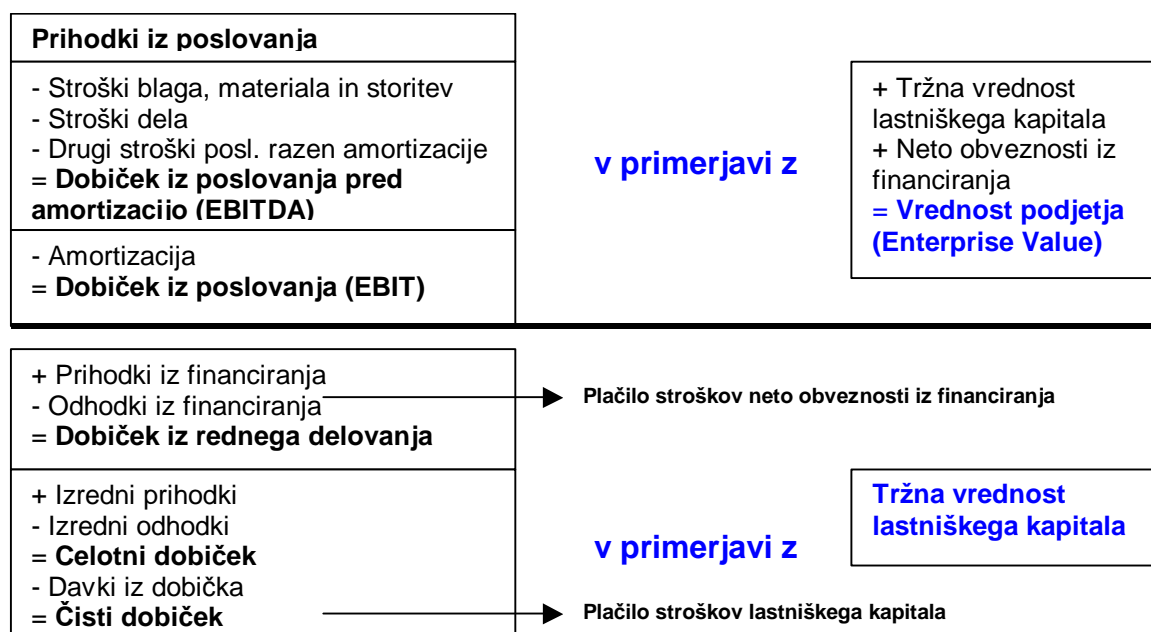 Prihodki iz poslovanja
- Stroški blaga, materiala in storitev
- Stroški dela
- Drugi stroški posl. razen amortizacije
= Dobiček iz poslovanja pred
amortizacijo (EBITDA)
- Amortizacija
= Dobiček iz poslovanja (EBIT)
v primerjavi z
+ Tržna vrednost
lastniškega kapitala
+ Neto obveznosti iz
financiranja
= Vrednost podjetja
(Enterprise Value)
+ Prihodki iz financiranja
- Odhodki iz financiranja
= Dobiček iz rednega delovanja
Plačilo stroškov neto obveznosti iz financiranja
+ Izredni prihodki
- Izredni odhodki
= Celotni dobiček
- Davki iz dobička
= Čisti dobiček
v primerjavi z
Tržna vrednost
lastniškega kapitala
Plačilo stroškov lastniškega kapitala